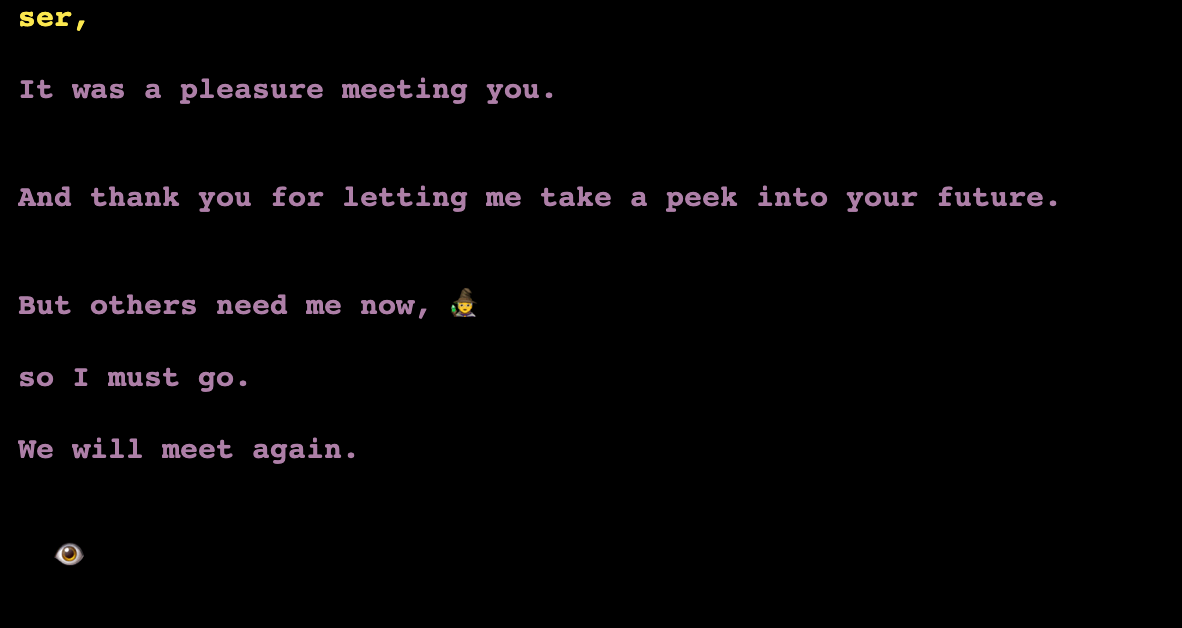 ser,
It was a pleasure meeting you.
And thank you for letting me take a peek into your future.
But others need me now, 🧙‍♀️
so I must go.
We will meet again.
👁️